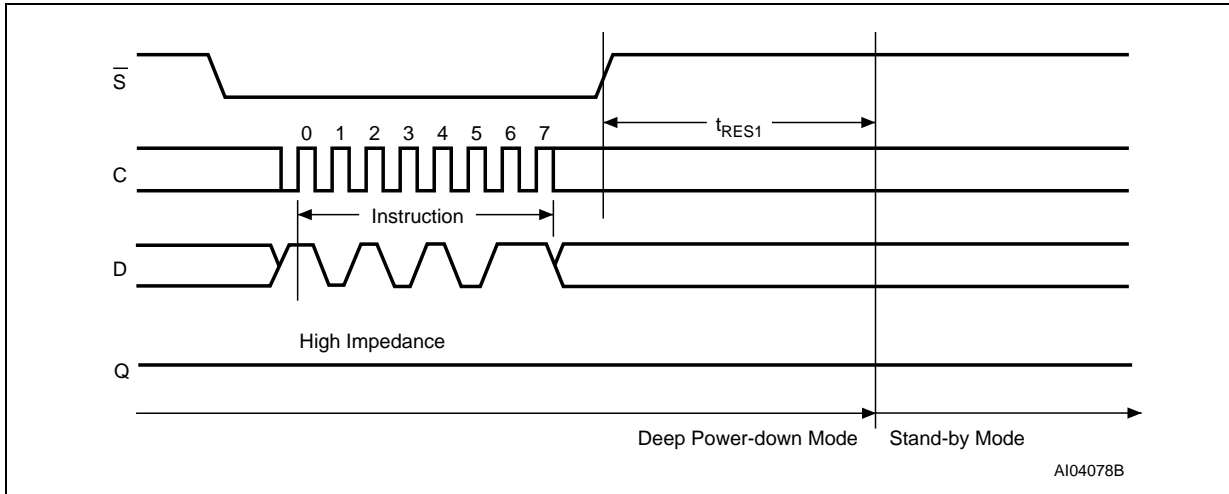 S̅
tRES1
0 1 2 3 4 5 6 7
C
Instruction
D
High Impedance
Q
Deep Power-down Mode Stand-by Mode
AI04078B